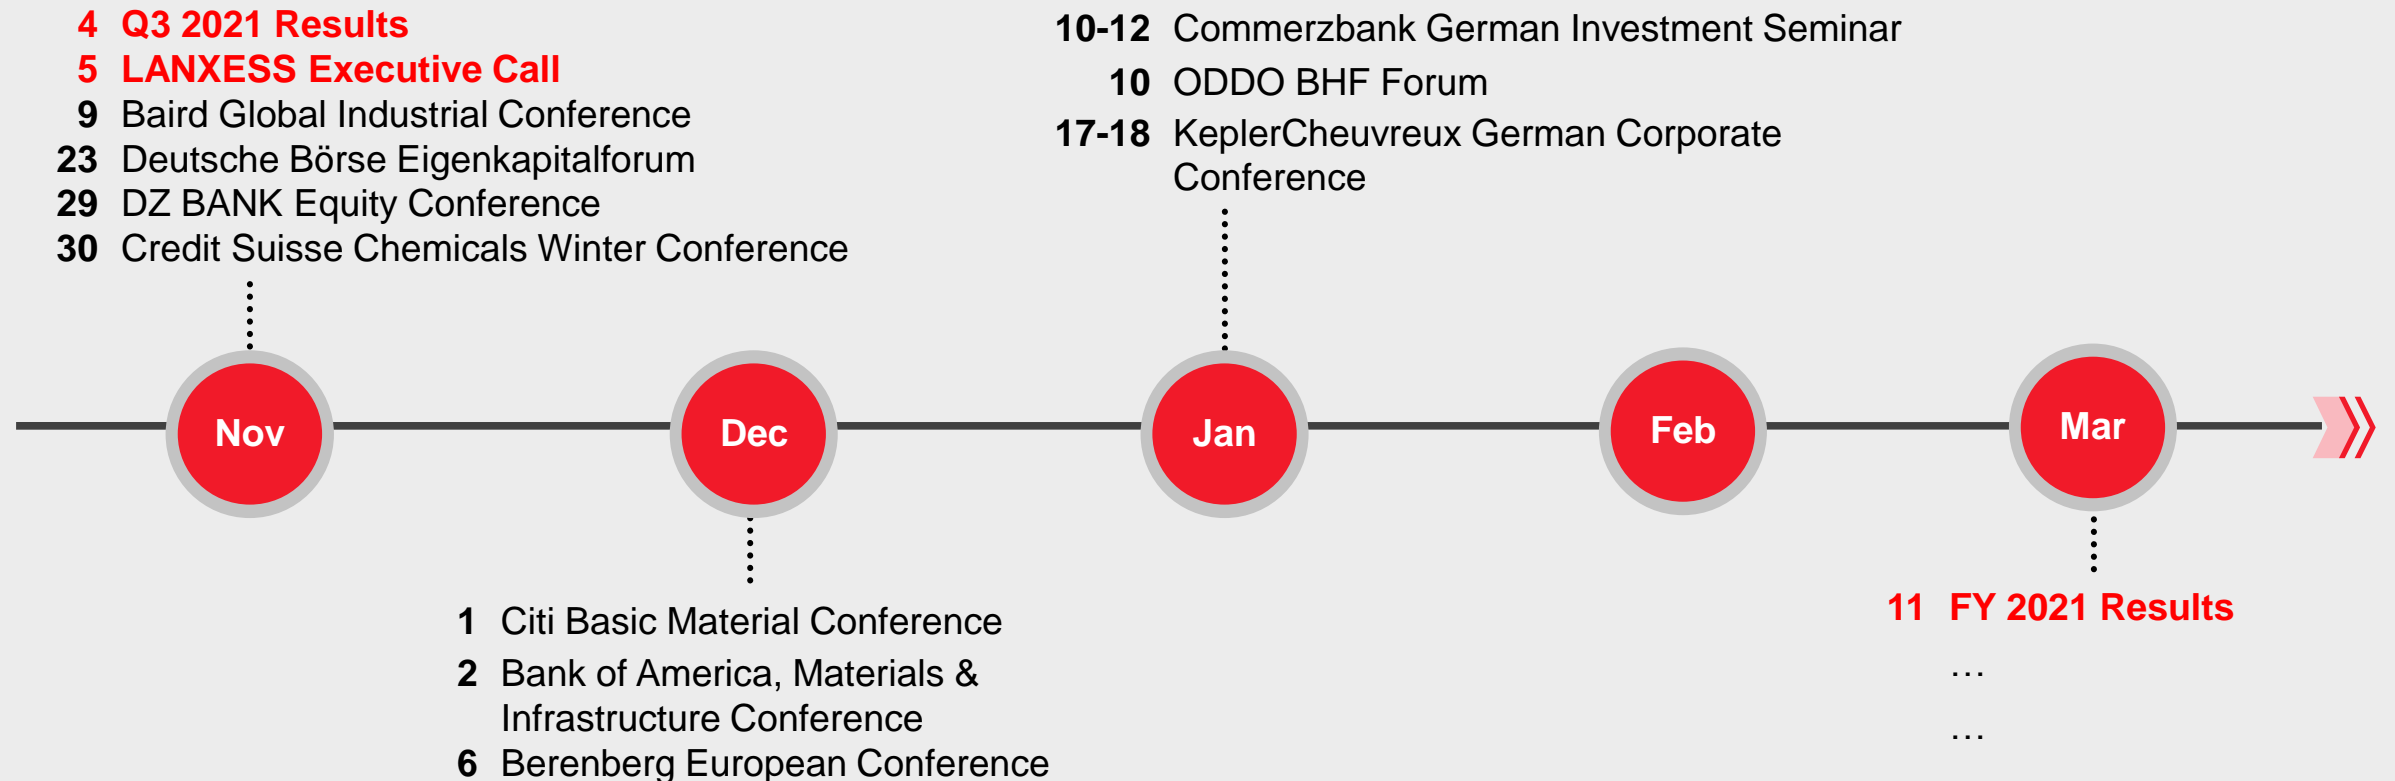 4 Q3 2021 Results
5 LANXESS Executive Call
9 Baird Global Industrial Conference
23 Deutsche Börse Eigenkapitalforum
29 DZ BANK Equity Conference
30 Credit Suisse Chemicals Winter Conference
10-12 Commerzbank German Investment Seminar
10 ODDO BHF Forum
17-18 KeplerCheuvreux German Corporate
Conference
Nov
Dec
Jan
Feb
Mar
1 Citi Basic Material Conference
2 Bank of America, Materials &
Infrastructure Conference
6 Berenberg European Conference
11 FY 2021 Results
…
…